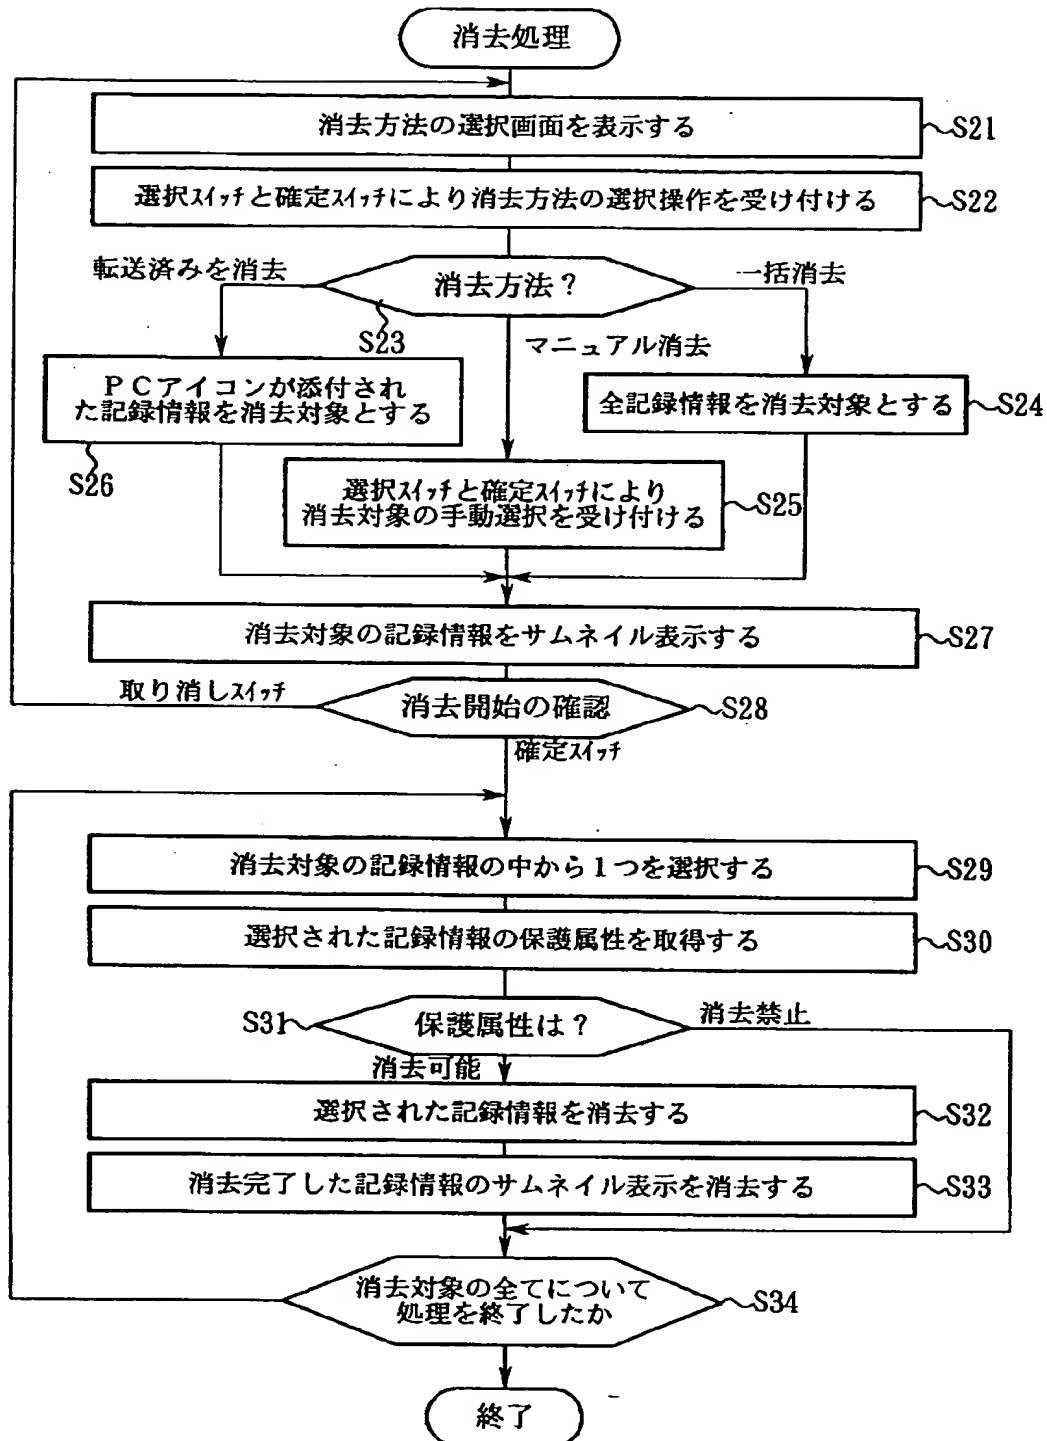 消去処理
消去方法の選択画面を表示する
S21
選択スイッチと確定スイッチにより消去方法の選択操作を受け付ける
S22
転送済みを消去
消去方法？
一括消去
S23
マニュアル消去
PCアイコンが添付され
た記録情報を消去対象とする
全記録情報を消去対象とする
S24
S26
選択スイッチと確定スイッチにより
消去対象の手動選択を受け付ける
S25
消去対象の記録情報をサムネイル表示する
S27
取り消しスイッチ
消去開始の確認
S28
確定スイッチ
消去対象の記録情報の中から1つを選択する
S29
選択された記録情報の保護属性を取得する
S30
S31
保護属性は？
消去禁止
消去可能
選択された記録情報を消去する
S32
消去完了した記録情報のサムネイル表示を消去する
S33
消去対象の全てについて
処理を終了したか
S34
終了